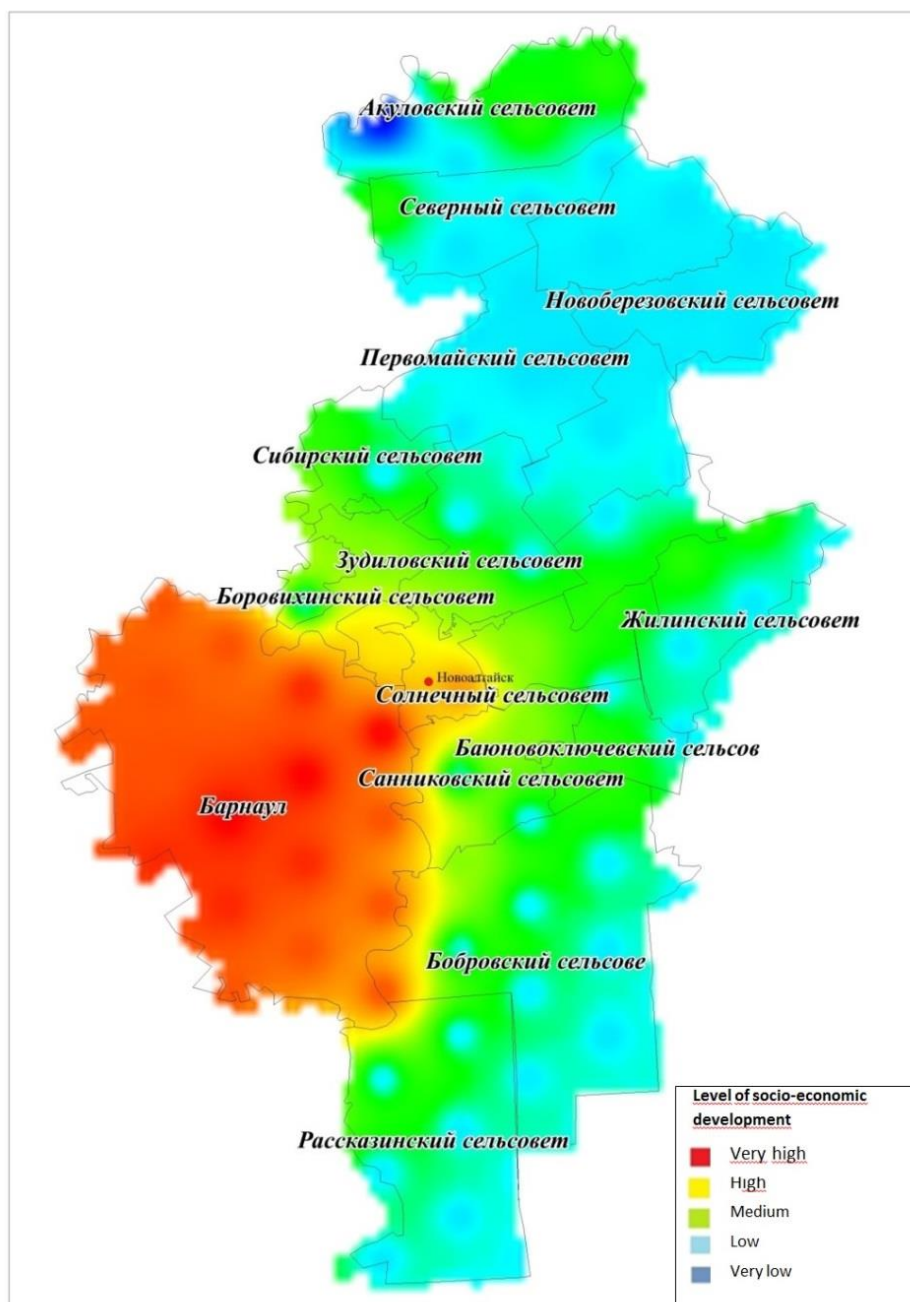 Акуловский сельсовет
Северный сельсовет
Новоберезовский сельсовет
Первомайский сельсовет
Сибирский сельсовет
Зудиловский сельсовет
Боровихинский сельсовет
Жилинский сельсовет
Новоалтайск
Солнечный сельсовет
Баюновоключевский сельсов
Санниковский сельсовет
Барнаул
Бобровский сельсове
Рассказинский сельсовет
Level of socio-economic
development
Very high
High
Medium
Low
Very low